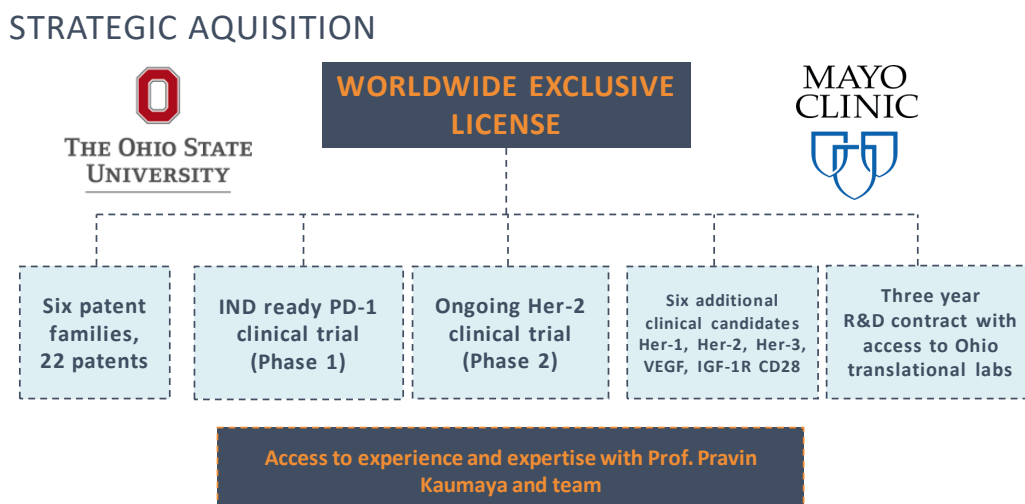 STRATEGIC AQUISITION
THE OHIO STATE
UNIVERSITY
WORLDWIDE EXCLUSIVE
LICENSE
MAYO
CLINIC
Six patent
families,
22 patents
IND ready PD-1
clinical trial
(Phase 1)
Ongoing Her-2
clinical trial
(Phase 2)
Six additional
clinical candidates
Her-1, Her-2, Her-3,
VEGF, IGF-1R CD28
Three year
R&D contract with
access to Ohio
translational labs
Access to experience and expertise with Prof. Pravin
Kaumaya and team